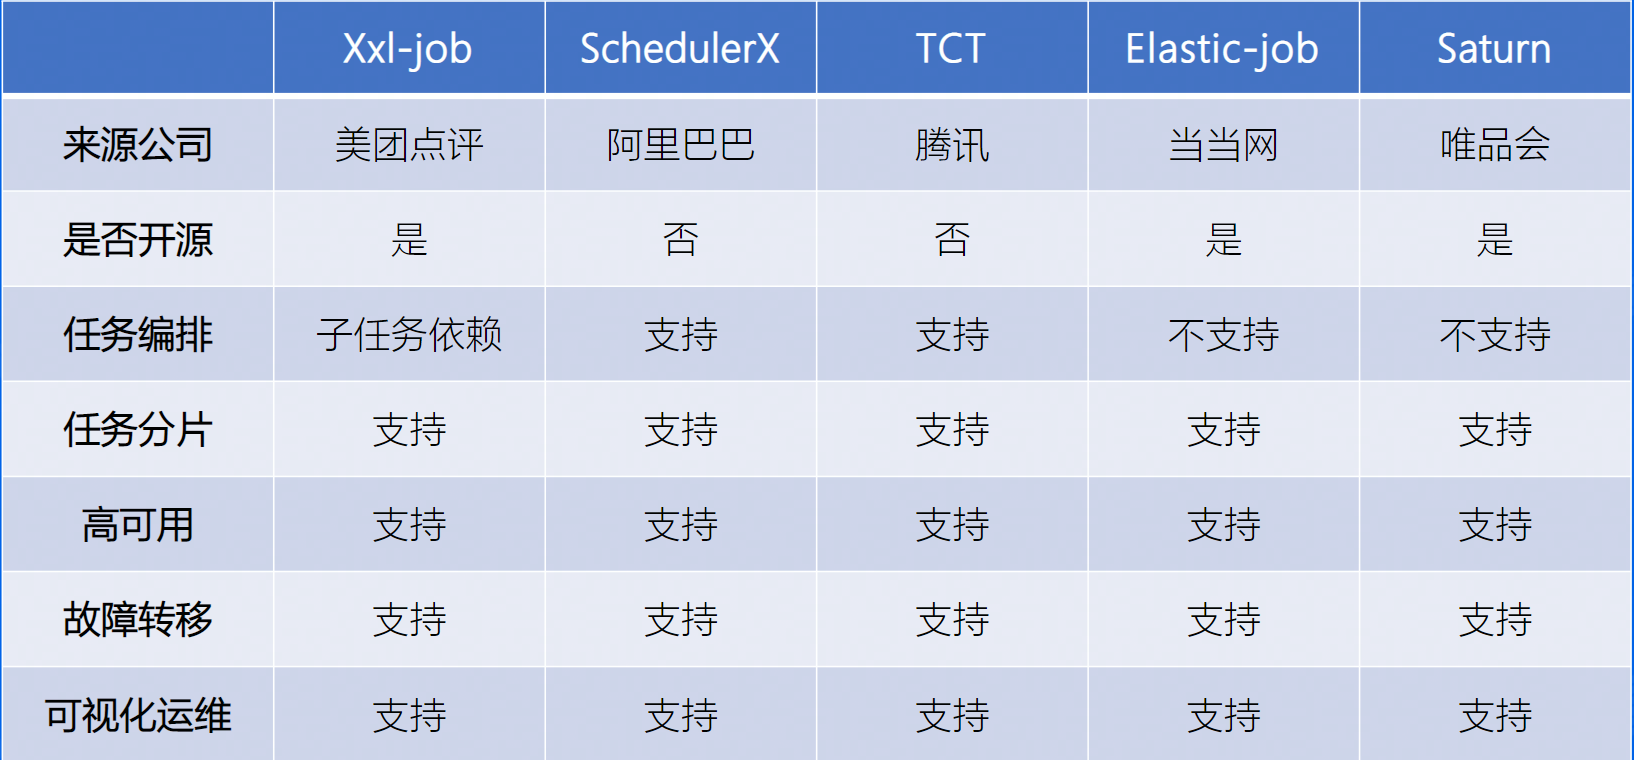 Xxl-job SchedulerX TCT Elastic-job Saturn
来源公司 美团点评 阿里巴巴 腾讯 当当网 唯品会
是否开源 是 否 否 是 是
任务编排 子任务依赖 支持 支持 不支持 不支持
任务分片 支持 支持 支持 支持 支持
高可用 支持 支持 支持 支持 支持
故障转移 支持 支持 支持 支持 支持
可视化运维 支持 支持 支持 支持 支持